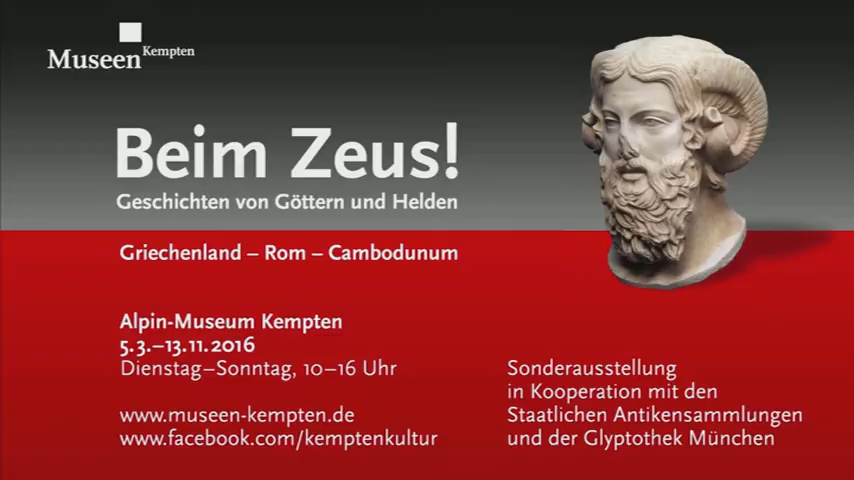 Museen Kempten
Beim Zeus!
Geschichten von Göttern und Helden
Griechenland – Rom – Cambodunum
Alpin-Museum Kempten
5.3.–13.11.2016
Dienstag–Sonntag, 10–16 Uhr
www.museen-kempten.de
www.facebook.com/kemptenkultur
Sonderausstellung
in Kooperation mit den
Staatlichen Antikensammlungen
und der Glyptothek München